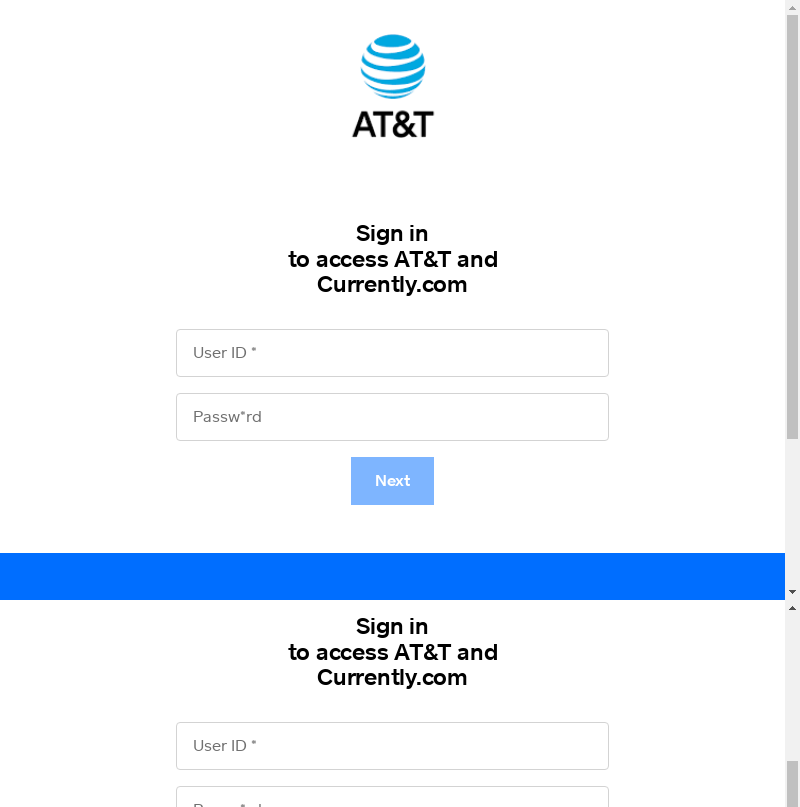 AT&T
Sign in
to access AT&T and
Currently.com
User ID *
Passw*rd
Next
Sign in
to access AT&T and
Currently.com
User ID *